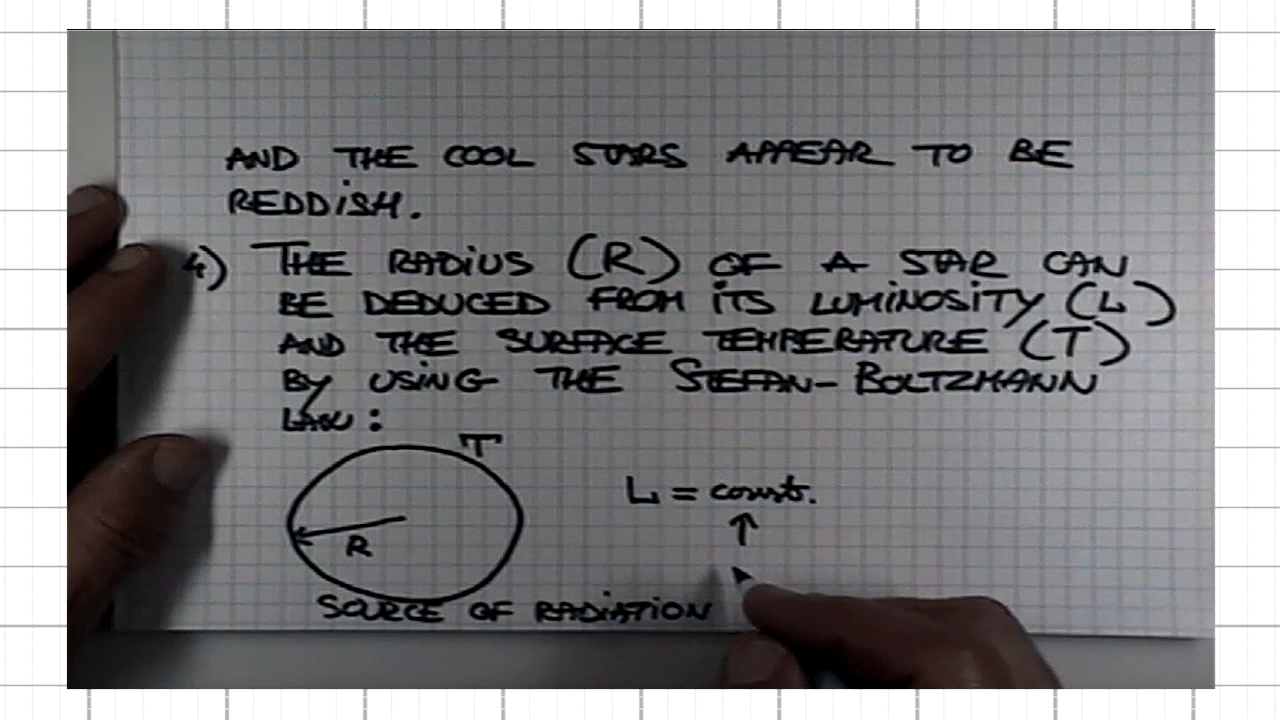 AND THE COOL STARS APPEAR TO BE
REDDISH.
4) THE RADIUS (R) OF A STAR CAN
BE DEDUCED FROM ITS LUMINOSITY (L)
AND THE SURFACE TEMPERATURE (T)
BY USING THE STEFAN-BOLTZMANN
LAW:
T
L = const.
R
SOURCE OF RADIATION